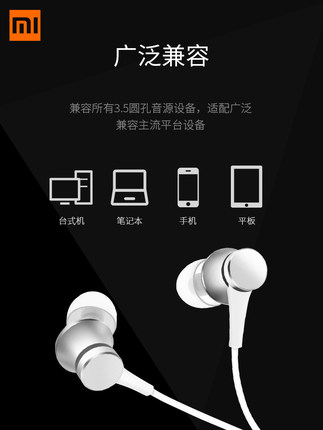 mi
广泛兼容
兼容所有3.5圆孔音源设备，适配广泛
兼容主流平台设备
台式机 笔记本 手机 平板